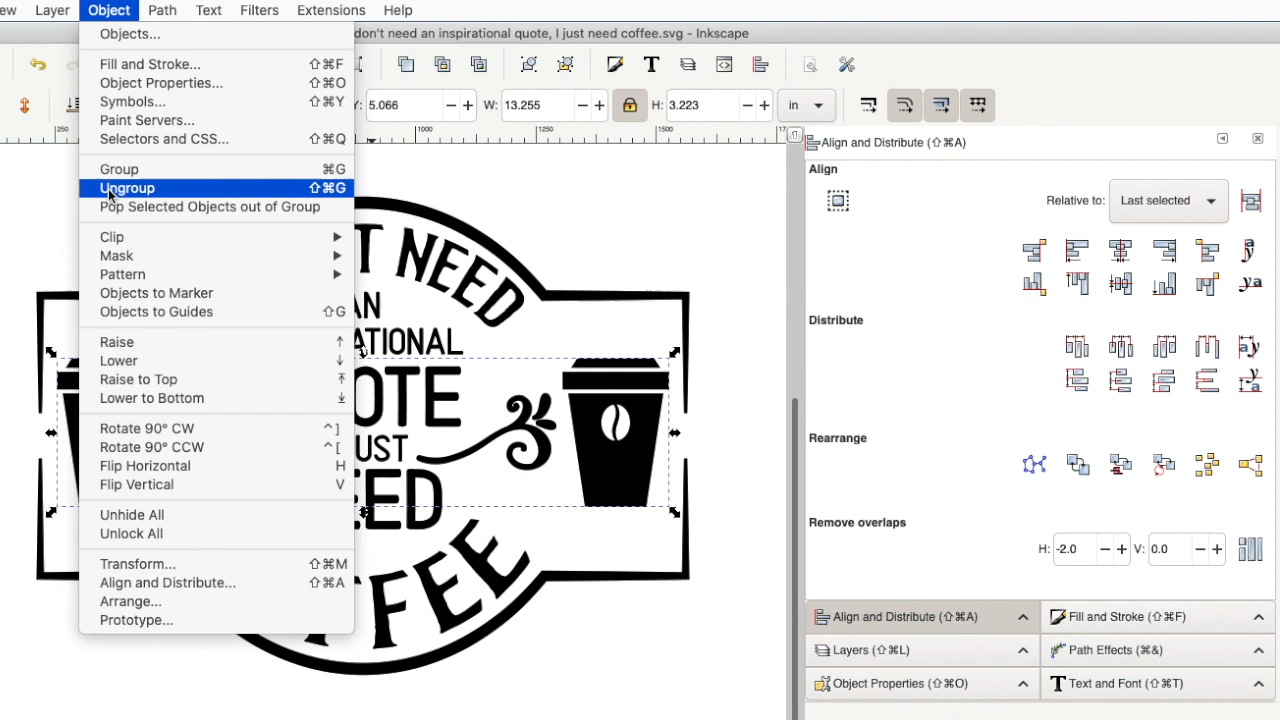 ew Layer Object Path Text Filters Extensions Help
don't need an inspirational quote, I just need coffee.svg - Inkscape
Y: 5.066 W: 13.255 H: 3.223 in
250 1000 1250 1500 17
Objects...
Fill and Stroke... ⇧⌘F
Object Properties... ⇧⌘O
Symbols... ⇧⌘Y
Paint Servers...
Selectors and CSS... ⇧⌘Q
Group ⌘G
Ungroup ⇧⌘G
Pop Selected Objects out of Group
Clip
Mask
Pattern
Objects to Marker
Objects to Guides ⇧G
Raise
Lower
Raise to Top
Lower to Bottom
Rotate 90° CW ^]
Rotate 90° CCW ^[
Flip Horizontal H
Flip Vertical V
Unhide All
Unlock All
Transform... ⇧⌘M
Align and Distribute... ⇧⌘A
Arrange...
Prototype...
T NEED
AN
ATIONAL
OTE
UST
EED
FFEE
Align and Distribute (⇧⌘A)
Align
Relative to: Last selected
Distribute
Rearrange
Remove overlaps
H: -2.0 V: 0.0
Align and Distribute (⇧⌘A) Fill and Stroke (⇧⌘F)
Layers (⇧⌘L) Path Effects (⌘&)
Object Properties (⇧⌘O) Text and Font (⇧⌘T)